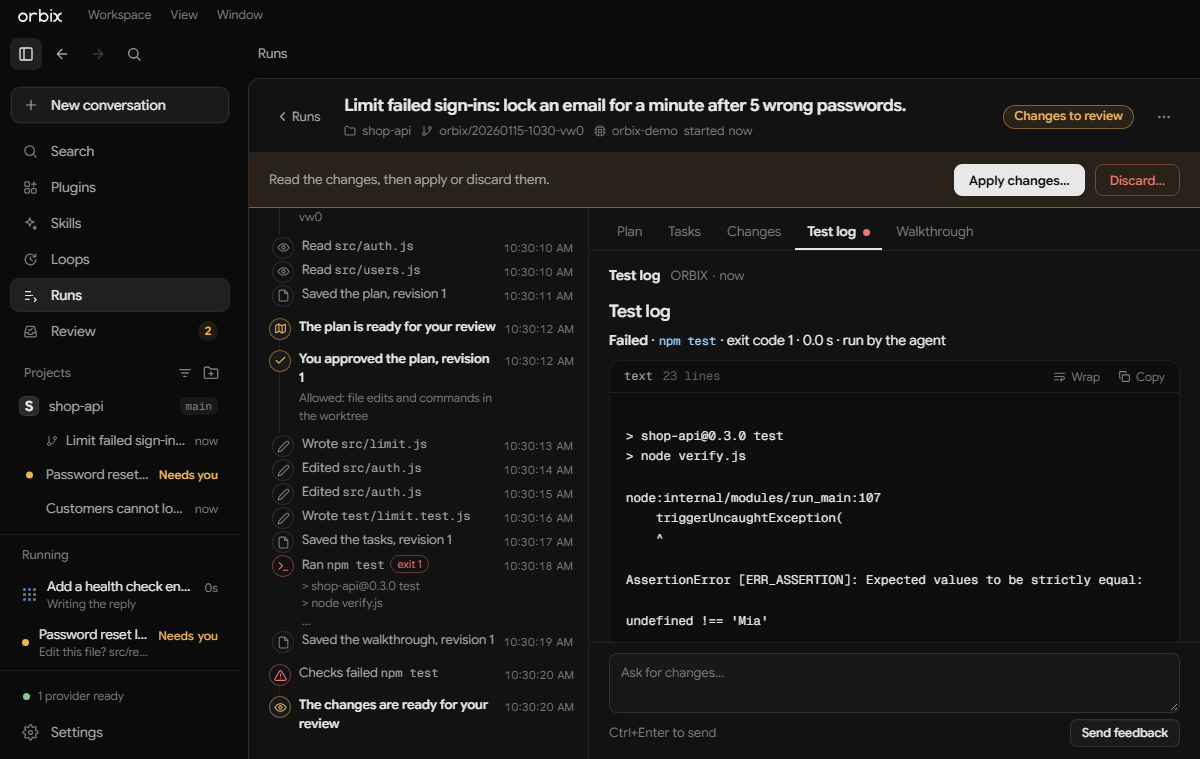 orbix Workspace View Window
Runs
New conversation
Search
Plugins
Skills
Loops
Runs
Review 2
Projects
S shop-api main
Limit failed sign-in... now
Password reset... Needs you
Customers cannot lo... now
Running
Add a health check en... 0s
Writing the reply
Password reset l... Needs you
Edit this file? src/re...
1 provider ready
Settings
Runs
Limit failed sign-ins: lock an email for a minute after 5 wrong passwords.
shop-api orbix/20260115-1030-vw0 orbix-demo started now
Changes to review
Read the changes, then apply or discard them.
Apply changes... Discard...
vw0
Read src/auth.js 10:30:10 AM
Read src/users.js 10:30:10 AM
Saved the plan, revision 1 10:30:11 AM
The plan is ready for your review 10:30:12 AM
You approved the plan, revision 10:30:12 AM
1
Allowed: file edits and commands in
the worktree
Wrote src/limit.js 10:30:13 AM
Edited src/auth.js 10:30:14 AM
Edited src/auth.js 10:30:15 AM
Wrote test/limit.test.js 10:30:16 AM
Saved the tasks, revision 1 10:30:17 AM
Ran npm test exit 1 10:30:18 AM
> shop-api@0.3.0 test
> node verify.js
...
Saved the walkthrough, revision 1 10:30:19 AM
Checks failed npm test 10:30:20 AM
The changes are ready for your 10:30:20 AM
review
Plan Tasks Changes Test log Walkthrough
Test log ORBIX · now
Test log
Failed · npm test · exit code 1 · 0.0 s · run by the agent
text 23 lines Wrap Copy
> shop-api@0.3.0 test
> node verify.js
node:internal/modules/run_main:107
triggerUncaughtException(
^
AssertionError [ERR_ASSERTION]: Expected values to be strictly equal:
undefined !== 'Mia'
Ask for changes...
Ctrl+Enter to send Send feedback